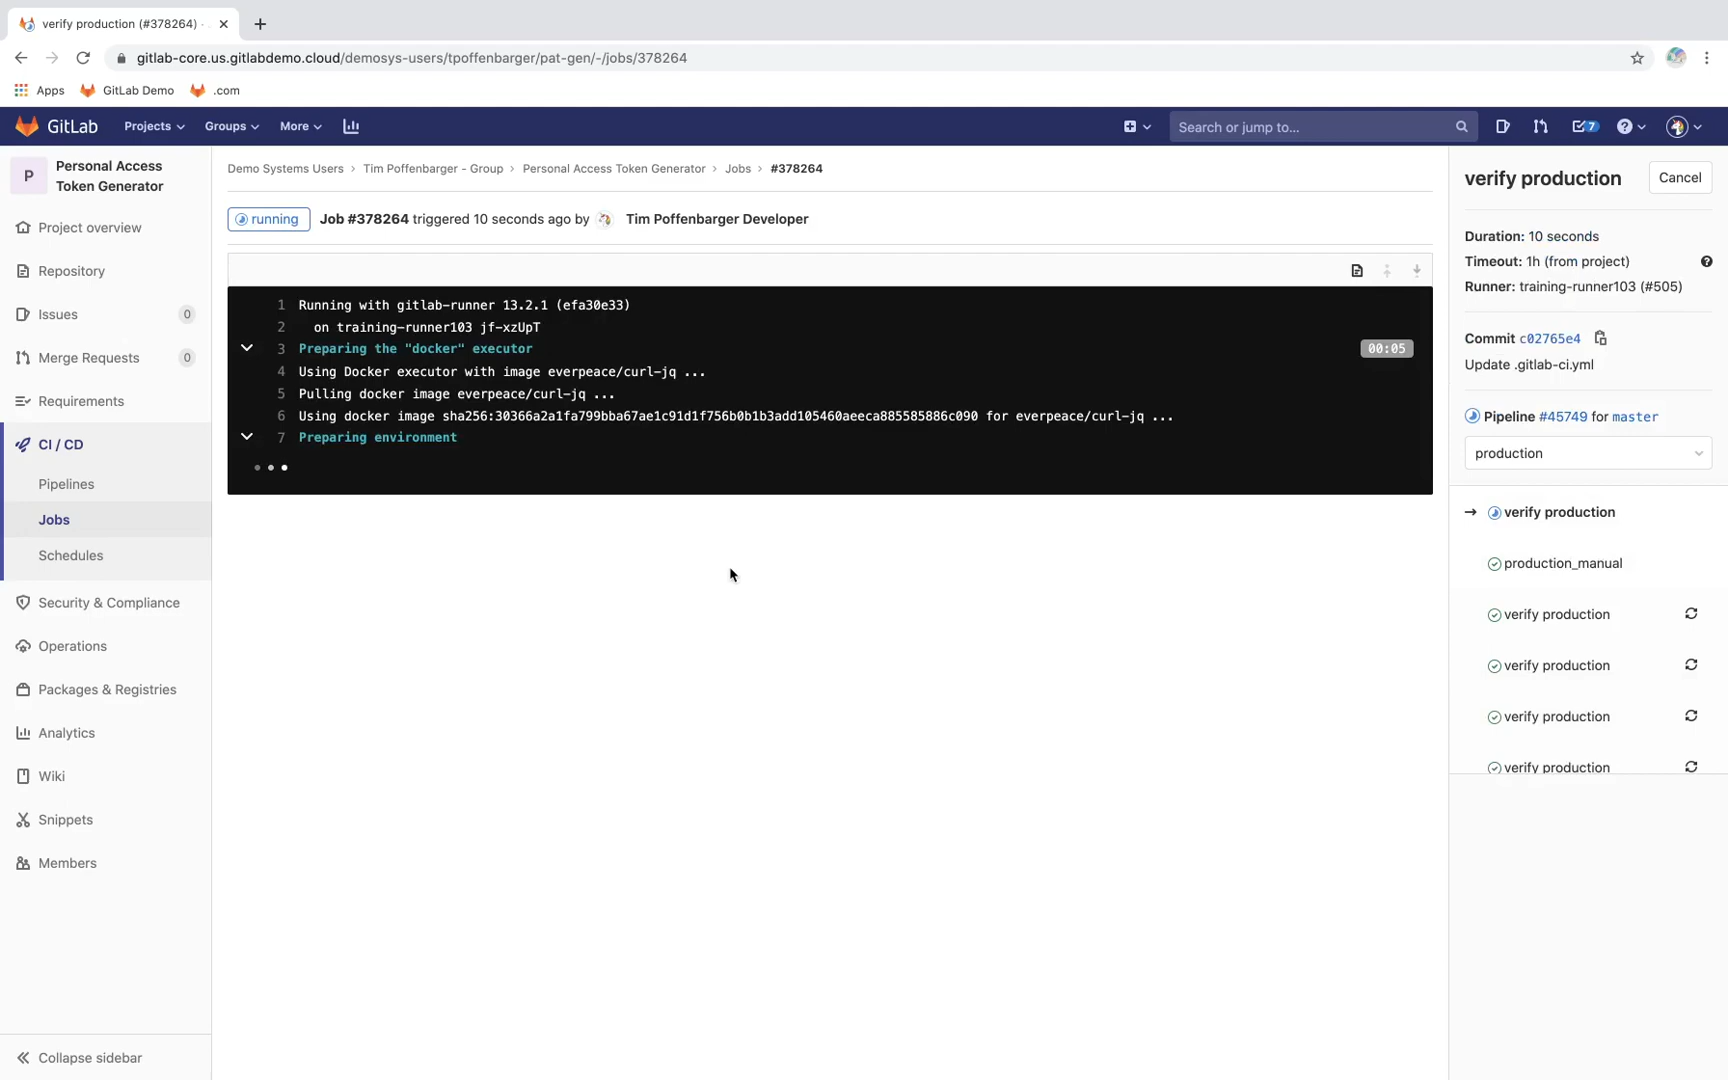 verify production (#378264) ·
gitlab-core.us.gitlabdemo.cloud/demosys-users/tpoffenbarger/pat-gen/-/jobs/378264
Apps GitLab Demo .com
GitLab Projects Groups More Search or jump to... 7
P Personal Access
Token Generator
Project overview
Repository
Issues 0
Merge Requests 0
Requirements
CI / CD
Pipelines
Jobs
Schedules
Security & Compliance
Operations
Packages & Registries
Analytics
Wiki
Snippets
Members
Collapse sidebar
Demo Systems Users › Tim Poffenbarger - Group › Personal Access Token Generator › Jobs › #378264
running Job #378264 triggered 10 seconds ago by Tim Poffenbarger Developer
1 Running with gitlab-runner 13.2.1 (efa30e33)
2 on training-runner103 jf-xzUpT
3 Preparing the "docker" executor 00:05
4 Using Docker executor with image everpeace/curl-jq ...
5 Pulling docker image everpeace/curl-jq ...
6 Using docker image sha256:30366a2a1fa799bba67ae1c91d1f756b0b1b3add105460aeeca885585886c090 for everpeace/curl-jq ...
7 Preparing environment
verify production Cancel
Duration: 10 seconds
Timeout: 1h (from project)
Runner: training-runner103 (#505)
Commit c02765e4
Update .gitlab-ci.yml
Pipeline #45749 for master
production
→ verify production
production_manual
verify production
verify production
verify production
verify production